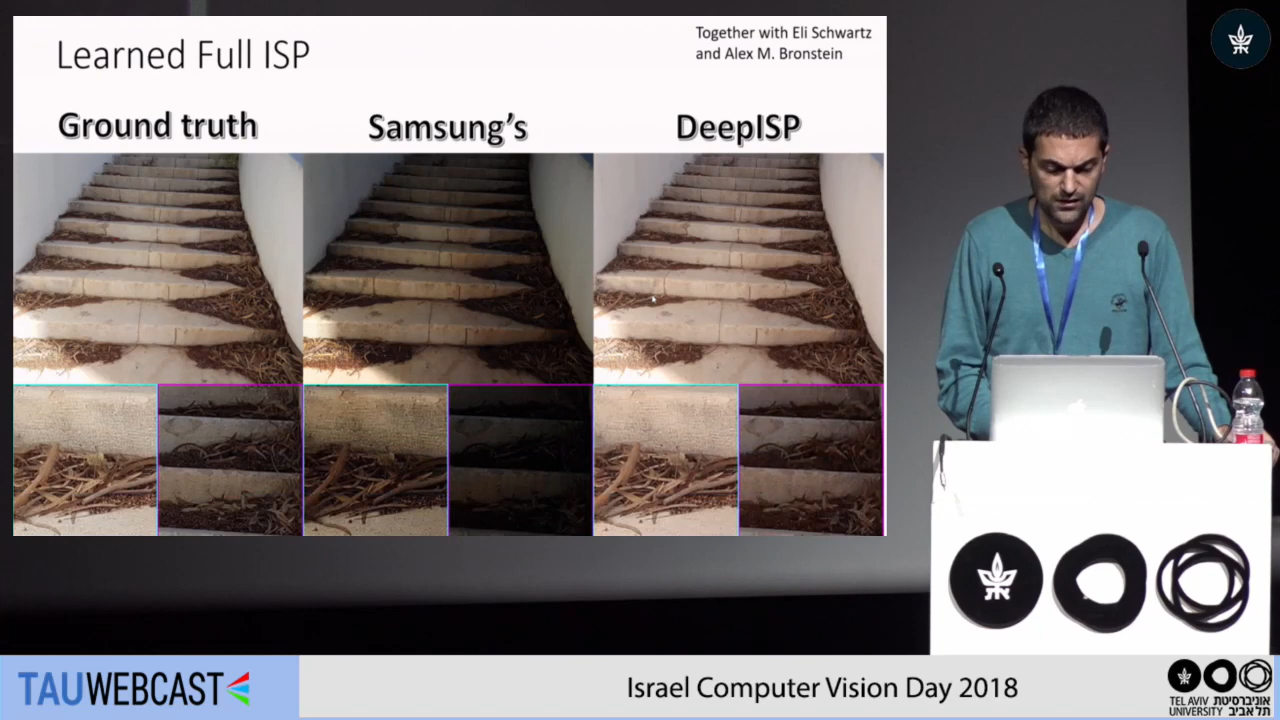 Learned Full ISP
Together with Eli Schwartz
and Alex M. Bronstein
Ground truth
Samsung's
DeepISP
TAUWEBCAST
Israel Computer Vision Day 2018
TEL AVIV אוניברסיטת
UNIVERSITY תל אביב